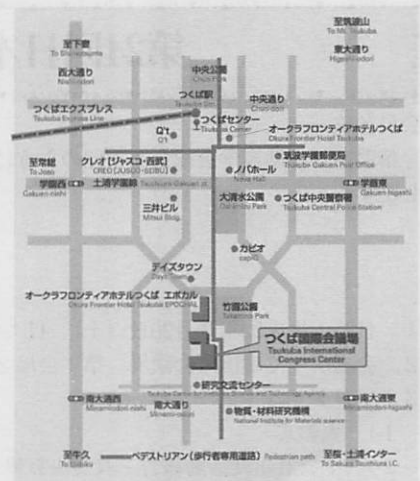 至筑波山
To Mt. Tsukuba
至下妻
To Shimotsuma
東大通り
Higashiodori
西大通り
Nishiodori
中央公園
Chuo Park
つくば駅
Tsukuba Sta.
中央通り
Chuo-dori
つくばエクスプレス
Tsukuba Express Line
つくばセンター
Tsukuba Center
Q't
Q't
オークラフロンティアホテルつくば
Okura Frontier Hotel Tsukuba
至常総
To Joso
クレオ [ジャスコ・西武]
CREO [JUSCO・SEIBU]
筑波学園郵便局
Tsukuba Gakuen Post Office
ノバホール
Nova Hall
学園西
Gakuen-nishi
土浦学園線
学園東
Gakuen-higashi
大清水公園
Oshimizu Park
つくば中央警察署
Tsukuba Central Police Station
三井ビル
Mitsui Bldg.
カピオ
capio
デイズタウン
Days Town
オークラフロンティアホテルつくば エポカル
Okura Frontier Hotel Tsukuba EPOCHAL
竹園公園
Takezono Park
つくば国際会議場
Tsukuba International
Congress Center
研究交流センター
南大通西
Minamiodori-nishi
南大通り
Minami-odori
南大通東
Minamiodori-higashi
物質・材料研究機構
National Institute for Materials science
至牛久
To Ushiku
ペデストリアン(歩行者専用道路) Pedestrian path
至桜・土浦インター
To Sakura Tsuchiura I.C.